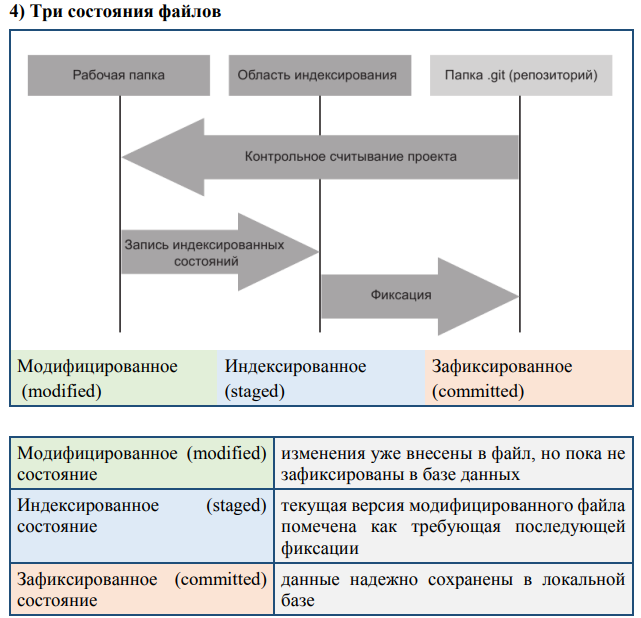 4) Три состояния файлов
Рабочая папка
Область индексирования
Папка .git (репозиторий)
Контрольное считывание проекта
Запись индексированных
состояний
Фиксация
Модифицированное
(modified)
Индексированное
(staged)
Зафиксированное
(committed)
Модифицированное (modified)
состояние
изменения уже внесены в файл, но пока не
зафиксированы в базе данных
Индексированное (staged)
состояние
текущая версия модифицированного файла
помечена как требующая последующей
фиксации
Зафиксированное (committed)
состояние
данные надежно сохранены в локальной
базе